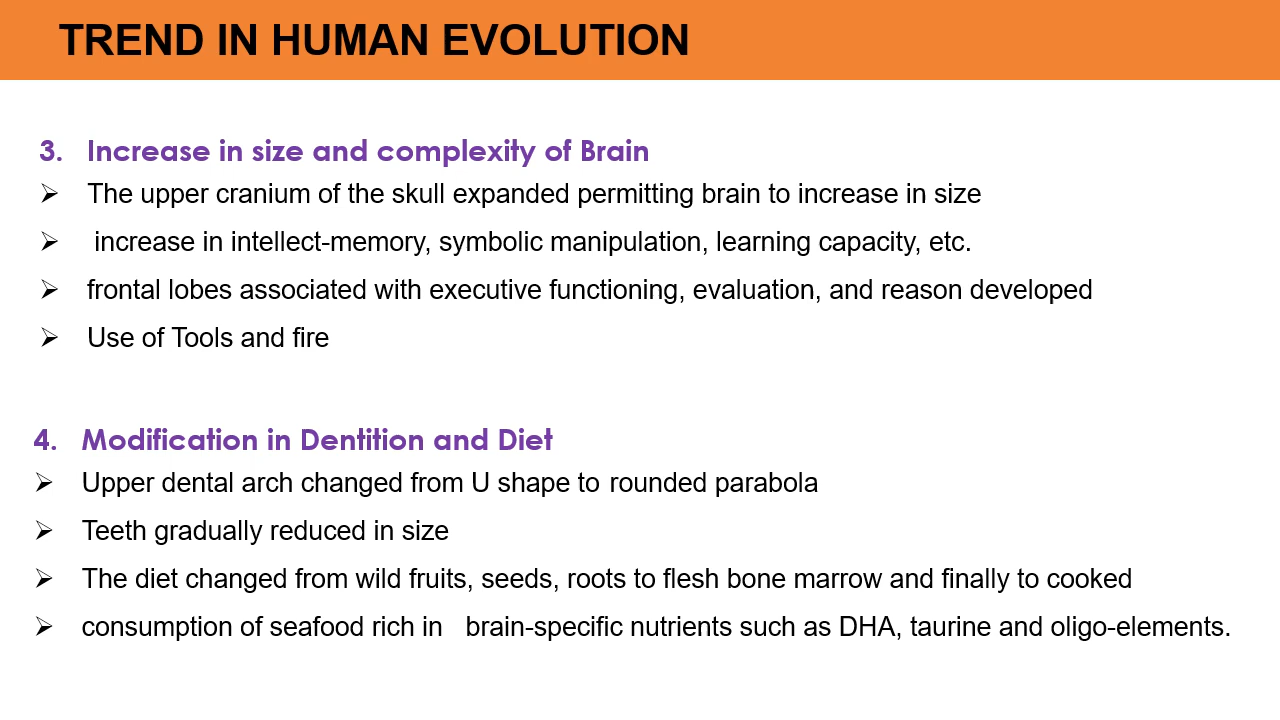 TREND IN HUMAN EVOLUTION
3. Increase in size and complexity of Brain
➢ The upper cranium of the skull expanded permitting brain to increase in size
➢ increase in intellect-memory, symbolic manipulation, learning capacity, etc.
➢ frontal lobes associated with executive functioning, evaluation, and reason developed
➢ Use of Tools and fire
4. Modification in Dentition and Diet
➢ Upper dental arch changed from U shape to rounded parabola
➢ Teeth gradually reduced in size
➢ The diet changed from wild fruits, seeds, roots to flesh bone marrow and finally to cooked
➢ consumption of seafood rich in brain-specific nutrients such as DHA, taurine and oligo-elements.